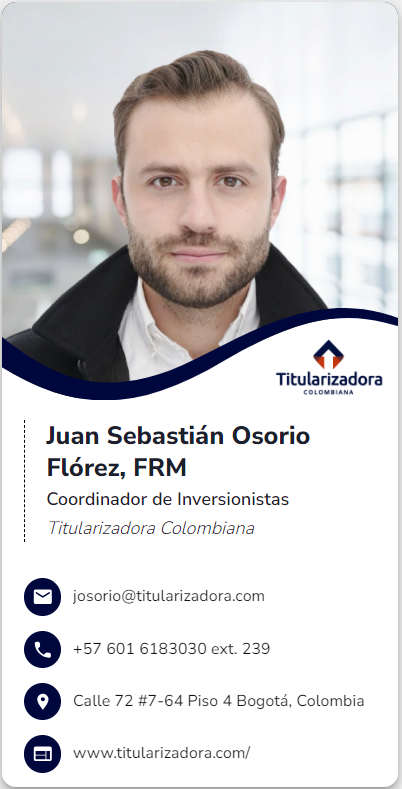 Titularizadora
COLOMBIANA
Juan Sebastián Osorio
Flórez, FRM
Coordinador de Inversionistas
Titularizadora Colombiana
josorio@titularizadora.com
+57 601 6183030 ext. 239
Calle 72 #7-64 Piso 4 Bogotá, Colombia
www.titularizadora.com/